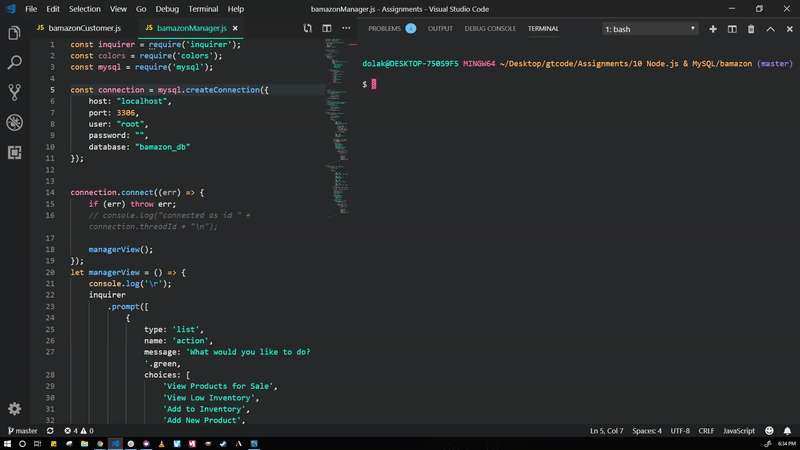 File Edit Selection View Go Debug Terminal Help
bamazonManager.js - Assignments - Visual Studio Code
JS bamazonCustomer.js
JS bamazonManager.js ×
1 const inquirer = require('inquirer');
2 const colors = require('colors');
3 const mysql = require('mysql');
4
5 const connection = mysql.createConnection({
6 host: "localhost",
7 port: 3306,
8 user: "root",
9 password: "",
10 database: "bamazon_db"
11 });
12
13
14 connection.connect((err) => {
15 if (err) throw err;
16 // console.log("connected as id " +
connection.threadId + "\n");
17
18 managerView();
19 });
20 let managerView = () => {
21 console.log('\r');
22 inquirer
23 .prompt([
24 {
25 type: 'list',
26 name: 'action',
27 message: 'What would you like to do?
'.green,
28 choices: [
29 'View Products for Sale',
30 'View Low Inventory',
31 'Add to Inventory',
32 'Add New Product',
PROBLEMS 4 OUTPUT DEBUG CONSOLE TERMINAL
1: bash
dolak@DESKTOP-750S9F5 MINGW64 ~/Desktop/gtcode/Assignments/10 Node.js & MySQL/bamazon (master)
$
master 4 0
Ln 5, Col 7 Spaces: 4 UTF-8 CRLF JavaScript
6:34 PM